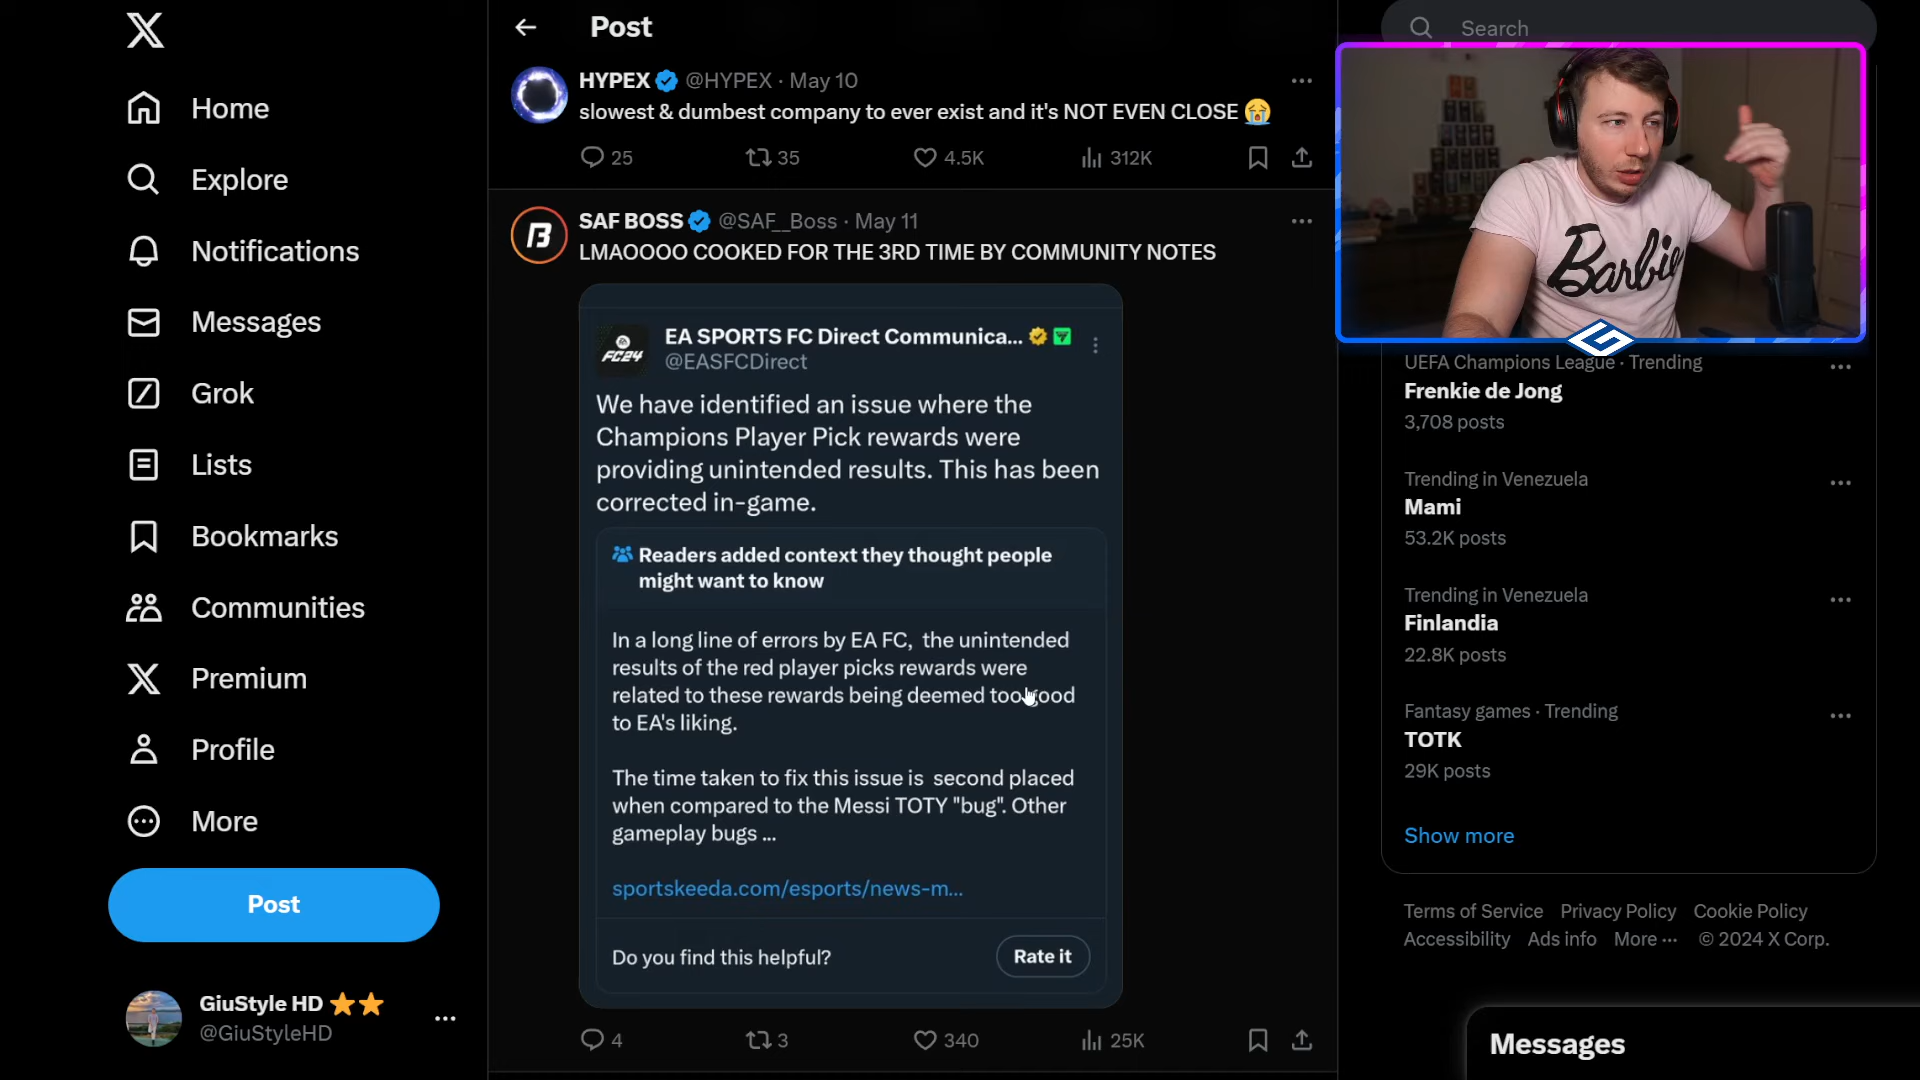 Home
Explore
Notifications
Messages
Grok
Lists
Bookmarks
Communities
Premium
Profile
More
Post
GiuStyle HD ⭐⭐
@GiuStyleHD
Post
HYPEX @HYPEX · May 10
slowest & dumbest company to ever exist and it's NOT EVEN CLOSE 😭
25 35 4.5K 312K
SAF BOSS @SAF__Boss · May 11
LMAOOOO COOKED FOR THE 3RD TIME BY COMMUNITY NOTES
FC24
EA SPORTS FC Direct Communica...
@EASFCDirect
We have identified an issue where the
Champions Player Pick rewards were
providing unintended results. This has been
corrected in-game.
Readers added context they thought people
might want to know
In a long line of errors by EA FC, the unintended
results of the red player picks rewards were
related to these rewards being deemed too good
to EA's liking.
The time taken to fix this issue is second placed
when compared to the Messi TOTY "bug". Other
gameplay bugs ...
sportskeeda.com/esports/news-m...
Do you find this helpful?
Rate it
4 3 340 25K
Search
Barbie
UEFA Champions League · Trending
Frenkie de Jong
3,708 posts
Trending in Venezuela
Mami
53.2K posts
Trending in Venezuela
Finlandia
22.8K posts
Fantasy games · Trending
TOTK
29K posts
Show more
Terms of Service Privacy Policy Cookie Policy
Accessibility Ads info More ··· © 2024 X Corp.
Messages